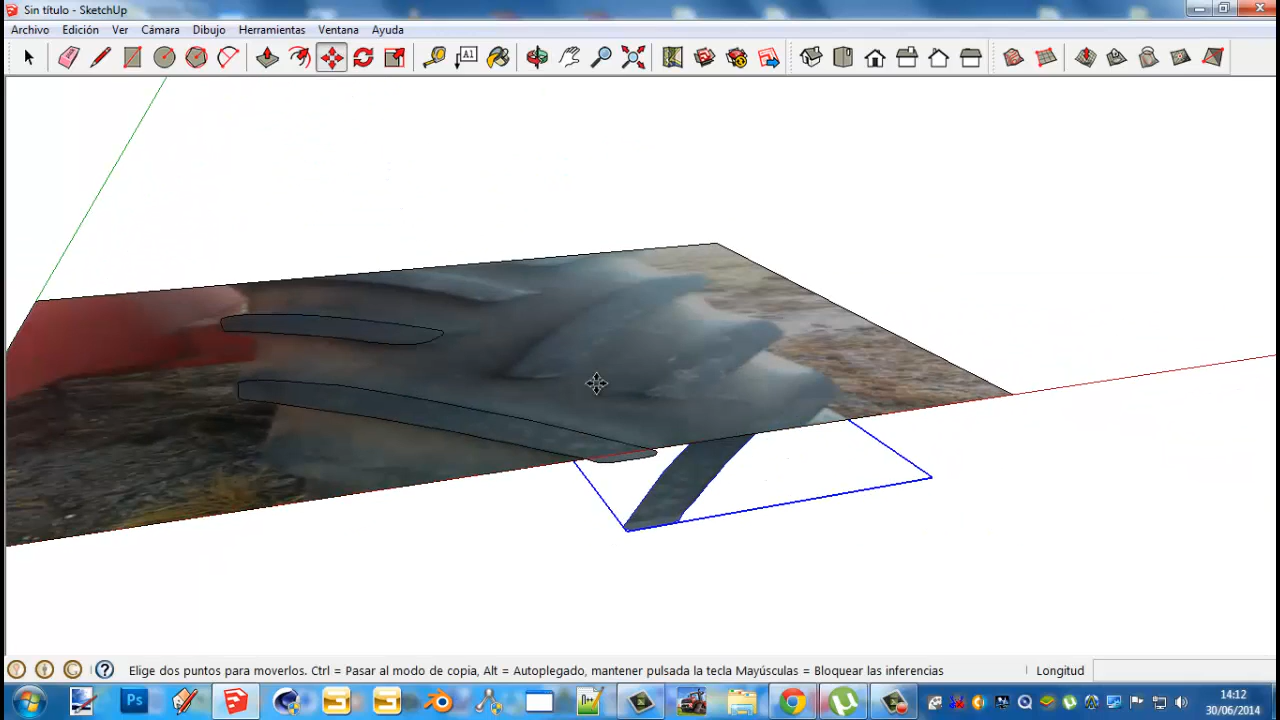 Sin título - SketchUp
Archivo Edición Ver Cámara Dibujo Herramientas Ventana Ayuda
A1
Elige dos puntos para moverlos. Ctrl = Pasar al modo de copia, Alt = Autoplegado, mantener pulsada la tecla Mayúsculas = Bloquear las inferencias
Longitud
Ps
14:12
30/06/2014